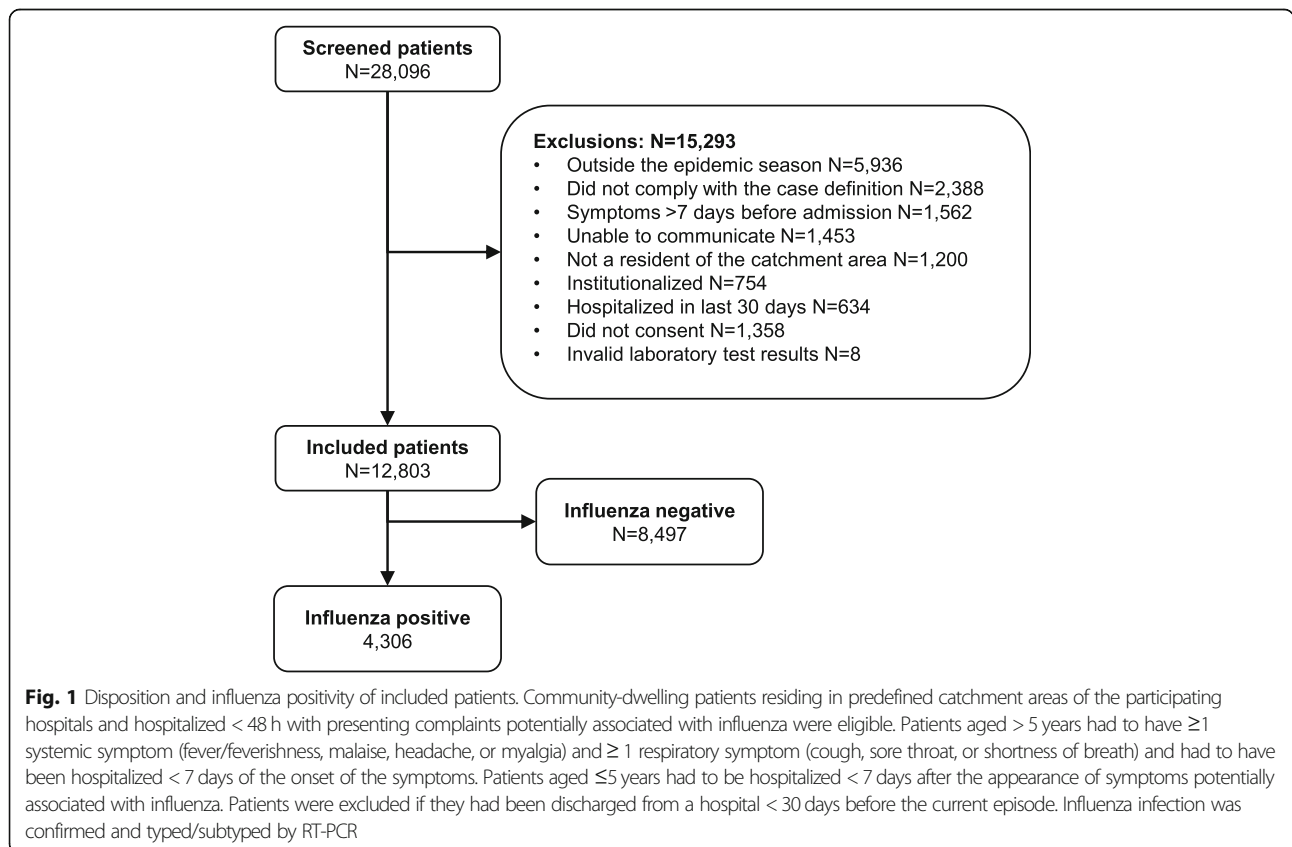 Screened patients
N=28,096
Exclusions: N=15,293
• Outside the epidemic season N=5,936
• Did not comply with the case definition N=2,388
• Symptoms >7 days before admission N=1,562
• Unable to communicate N=1,453
• Not a resident of the catchment area N=1,200
• Institutionalized N=754
• Hospitalized in last 30 days N=634
• Did not consent N=1,358
• Invalid laboratory test results N=8
Included patients
N=12,803
Influenza negative
N=8,497
Influenza positive
4,306
Fig. 1 Disposition and influenza positivity of included patients. Community-dwelling patients residing in predefined catchment areas of the participating
hospitals and hospitalized < 48 h with presenting complaints potentially associated with influenza were eligible. Patients aged > 5 years had to have ≥1
systemic symptom (fever/feverishness, malaise, headache, or myalgia) and ≥ 1 respiratory symptom (cough, sore throat, or shortness of breath) and had to have
been hospitalized < 7 days of the onset of the symptoms. Patients aged ≤5 years had to be hospitalized < 7 days after the appearance of symptoms potentially
associated with influenza. Patients were excluded if they had been discharged from a hospital < 30 days before the current episode. Influenza infection was
confirmed and typed/subtyped by RT-PCR